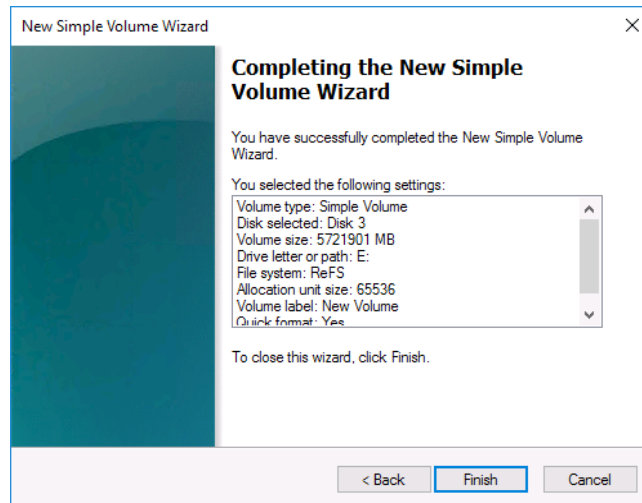 New Simple Volume Wizard
Completing the New Simple
Volume Wizard
You have successfully completed the New Simple Volume
Wizard.
You selected the following settings:
Volume type: Simple Volume
Disk selected: Disk 3
Volume size: 5721901 MB
Drive letter or path: E:
File system: ReFS
Allocation unit size: 65536
Volume label: New Volume
Quick format: Yes
To close this wizard, click Finish.
< Back
Finish
Cancel